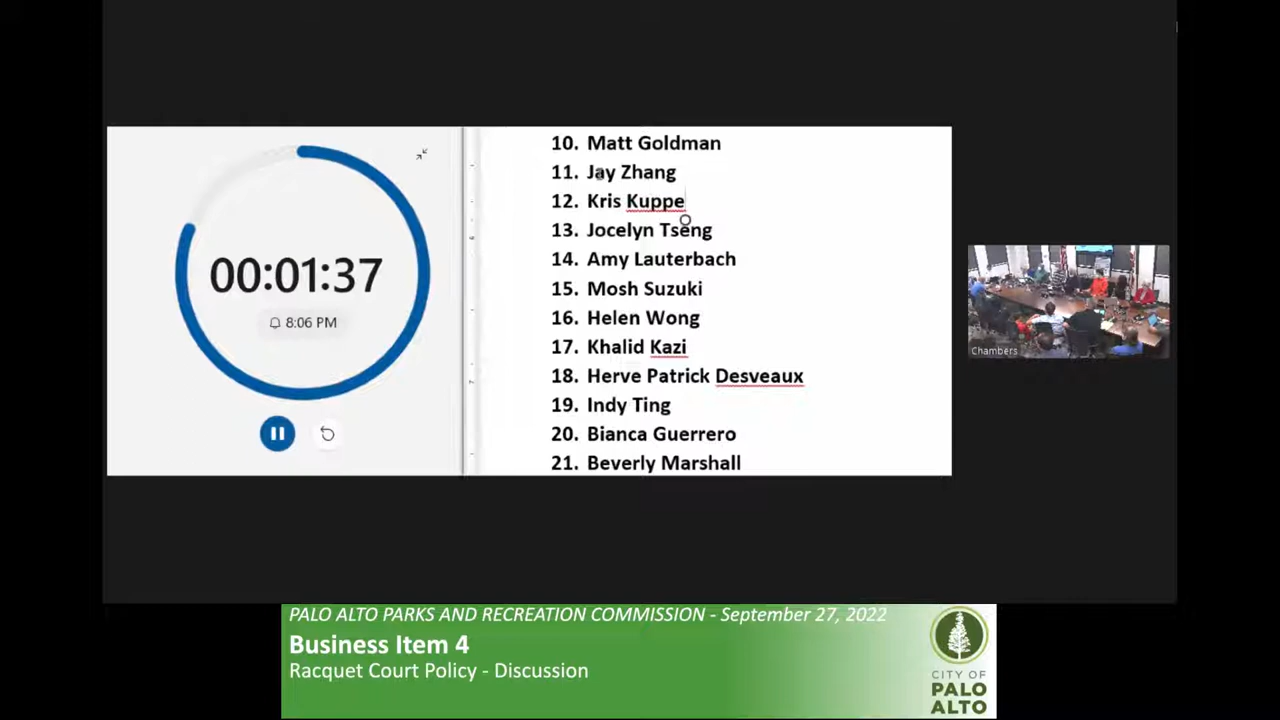 00:01:37
8:06 PM
10. Matt Goldman
11. Jay Zhang
12. Kris Kuppe
13. Jocelyn Tseng
14. Amy Lauterbach
15. Mosh Suzuki
16. Helen Wong
17. Khalid Kazi
18. Herve Patrick Desveaux
19. Indy Ting
20. Bianca Guerrero
21. Beverly Marshall
Chambers
PALO ALTO PARKS AND RECREATION COMMISSION - September 27, 2022
Business Item 4
Racquet Court Policy - Discussion
CITY OF
PALO
ALTO